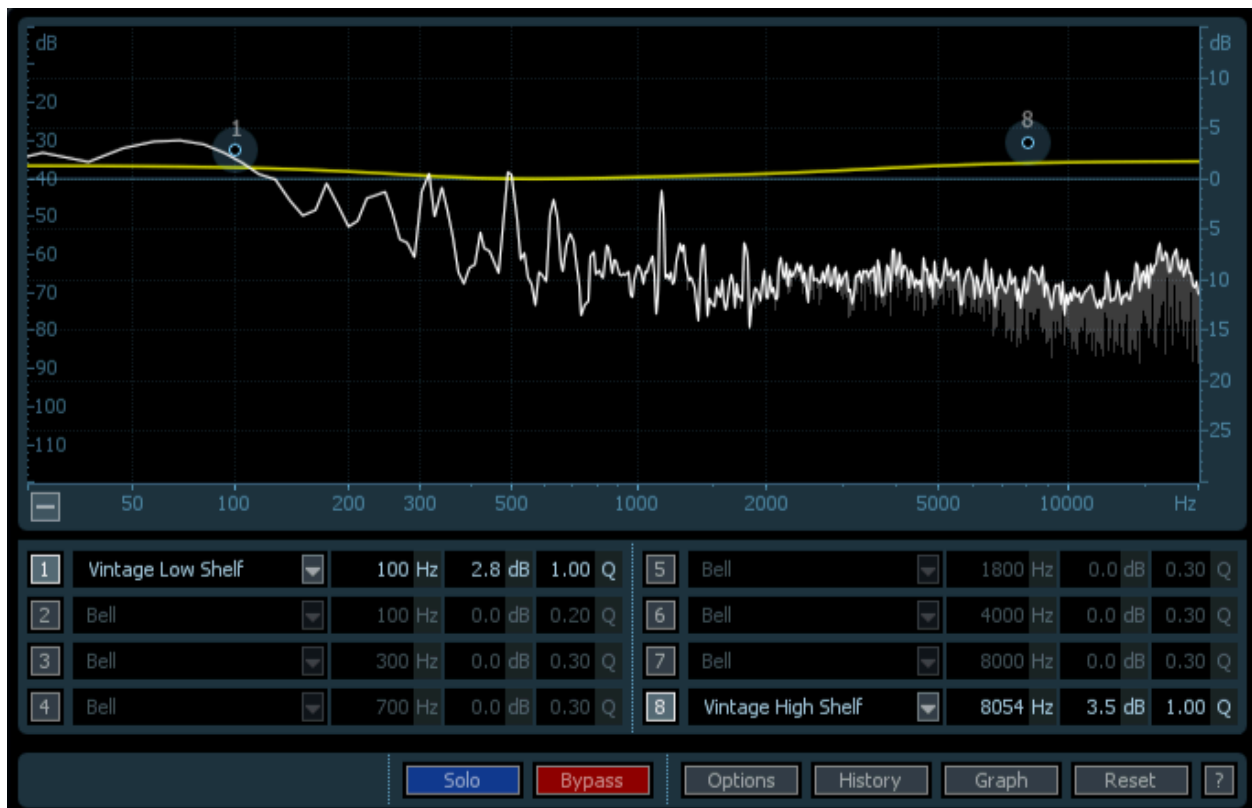 dB
-20
-30
-40
-50
-60
-70
-80
-90
-100
-110
1
8
dB
-10
-5
-0
-5
-10
-15
-20
-25
50 100 200 300 500 1000 2000 5000 10000 Hz
1 Vintage Low Shelf 100 Hz 2.8 dB 1.00 Q
2 Bell 100 Hz 0.0 dB 0.20 Q
3 Bell 300 Hz 0.0 dB 0.30 Q
4 Bell 700 Hz 0.0 dB 0.30 Q
5 Bell 1800 Hz 0.0 dB 0.30 Q
6 Bell 4000 Hz 0.0 dB 0.30 Q
7 Bell 8000 Hz 0.0 dB 0.30 Q
8 Vintage High Shelf 8054 Hz 3.5 dB 1.00 Q
Solo Bypass Options History Graph Reset ?